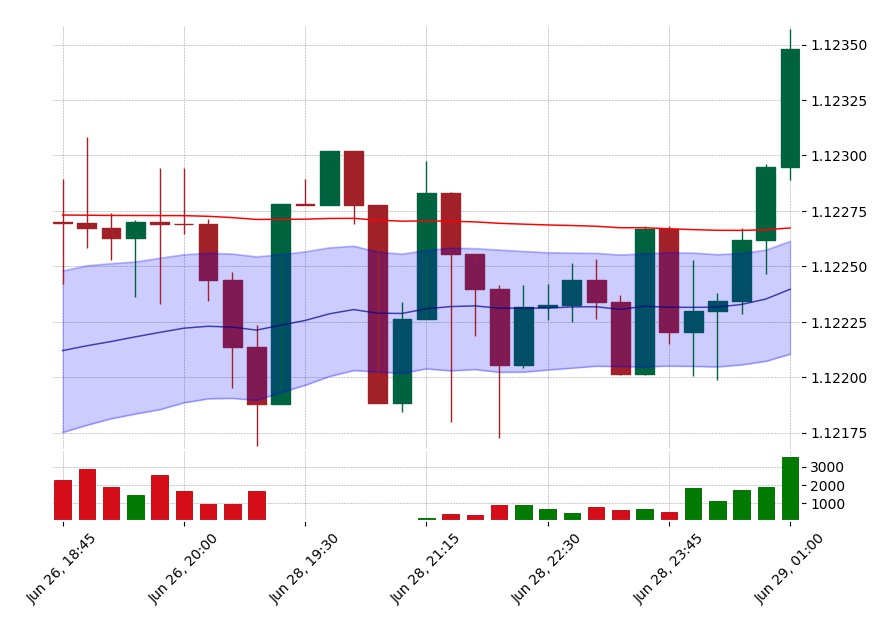 1.12350
1.12325
1.12300
1.12275
1.12250
1.12225
1.12200
1.12175
3000
2000
1000
Jun 26, 18:45
Jun 26, 20:00
Jun 28, 19:30
Jun 28, 21:15
Jun 28, 22:30
Jun 28, 23:45
Jun 29, 01:00